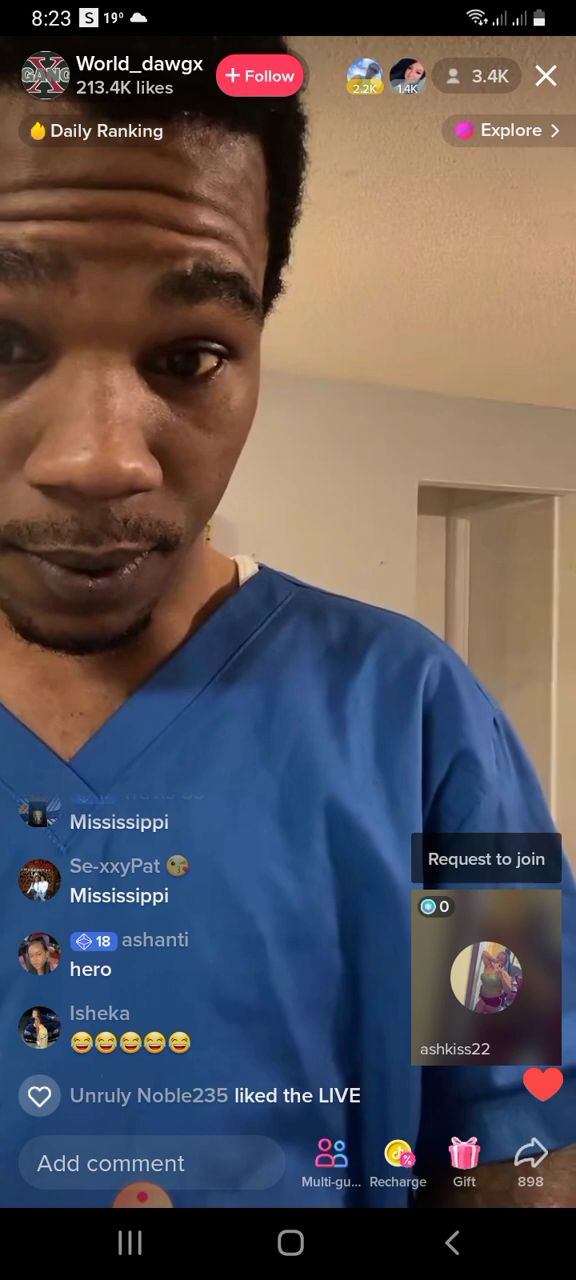 8:23 S 19°
World_dawgx
213.4K likes
+ Follow
2.2K
1.4K
3.4K
Daily Ranking
Explore >
Mississippi
Se-xxyPat 😘
Mississippi
18 ashanti
hero
Isheka
😂😂😂😂😂
Unruly Noble235 liked the LIVE
Request to join
0
ashkiss22
Add comment
Multi-gu...
Recharge
Gift
898